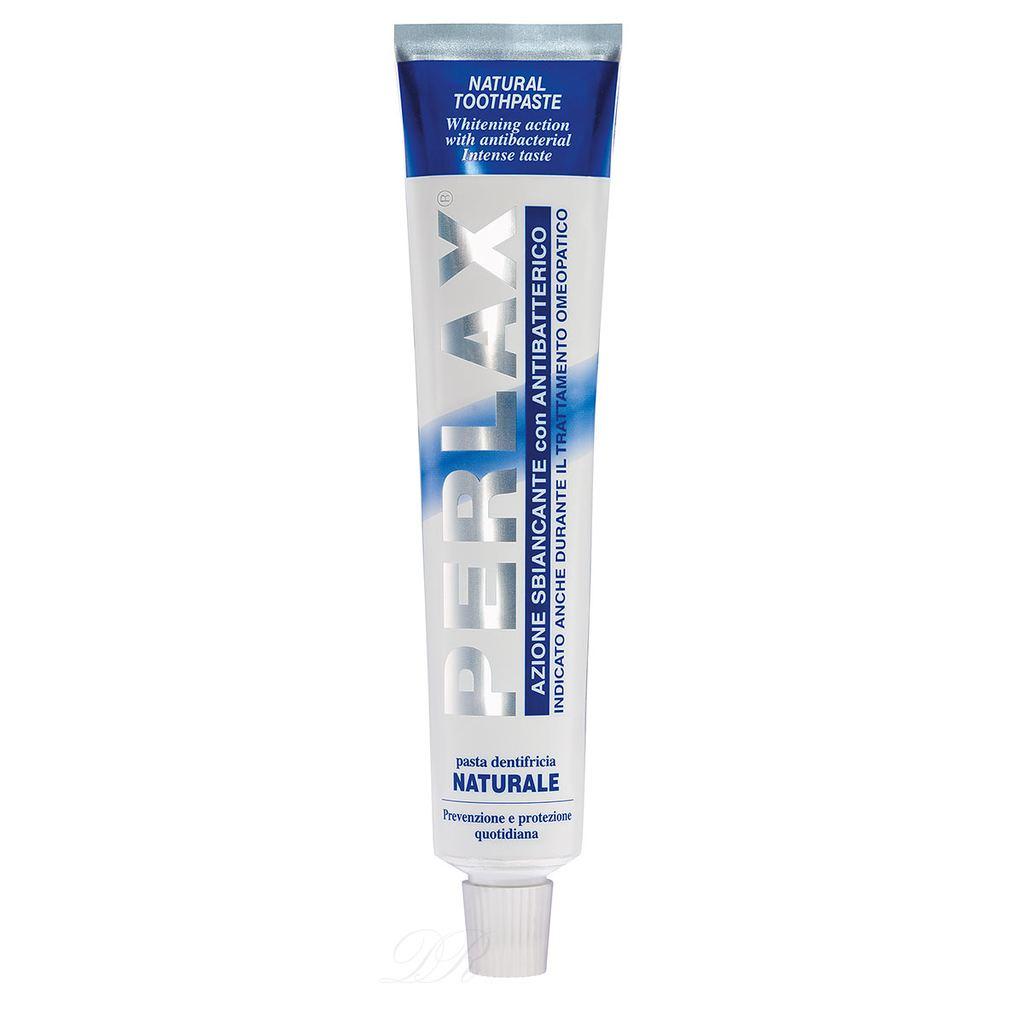 NATURAL
TOOTHPASTE
Whitening action
with antibacterial
Intense taste
PERLAX®
AZIONE SBIANCANTE con ANTIBATTERICO
INDICATO ANCHE DURANTE IL TRATTAMENTO OMEOPATICO
pasta dentifricia
NATURALE
Prevenzione e protezione
quotidiana
DR